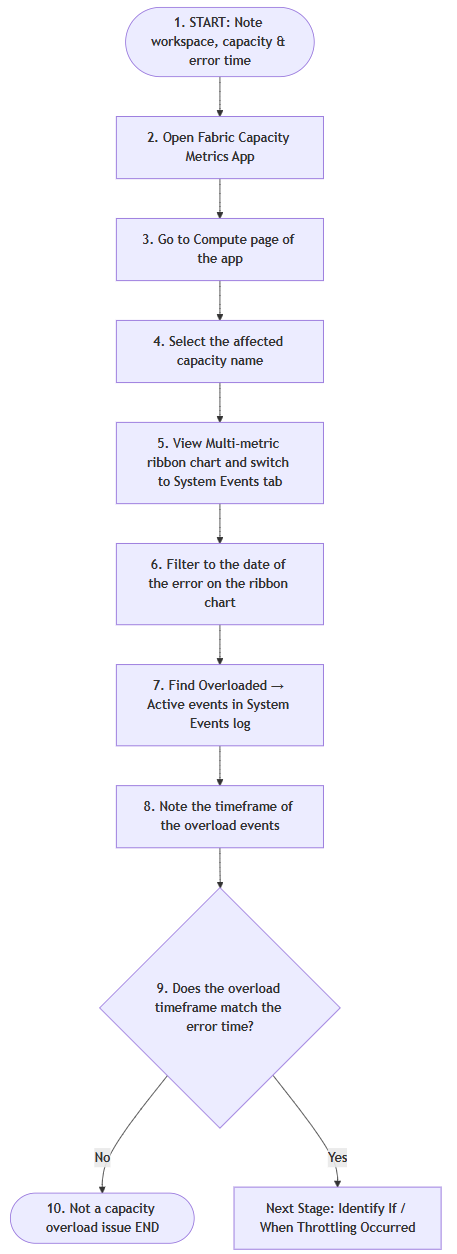 1. START: Note
workspace, capacity &
error time
2. Open Fabric Capacity
Metrics App
3. Go to Compute page of
the app
4. Select the affected
capacity name
5. View Multi-metric
ribbon chart and switch
to System Events tab
6. Filter to the date of
the error on the ribbon
chart
7. Find Overloaded →
Active events in System
Events log
8. Note the timeframe of
the overload events
9. Does the overload
timeframe match the
error time?
No
Yes
10. Not a capacity
overload issue END
Next Stage: Identify If /
When Throttling Occurred